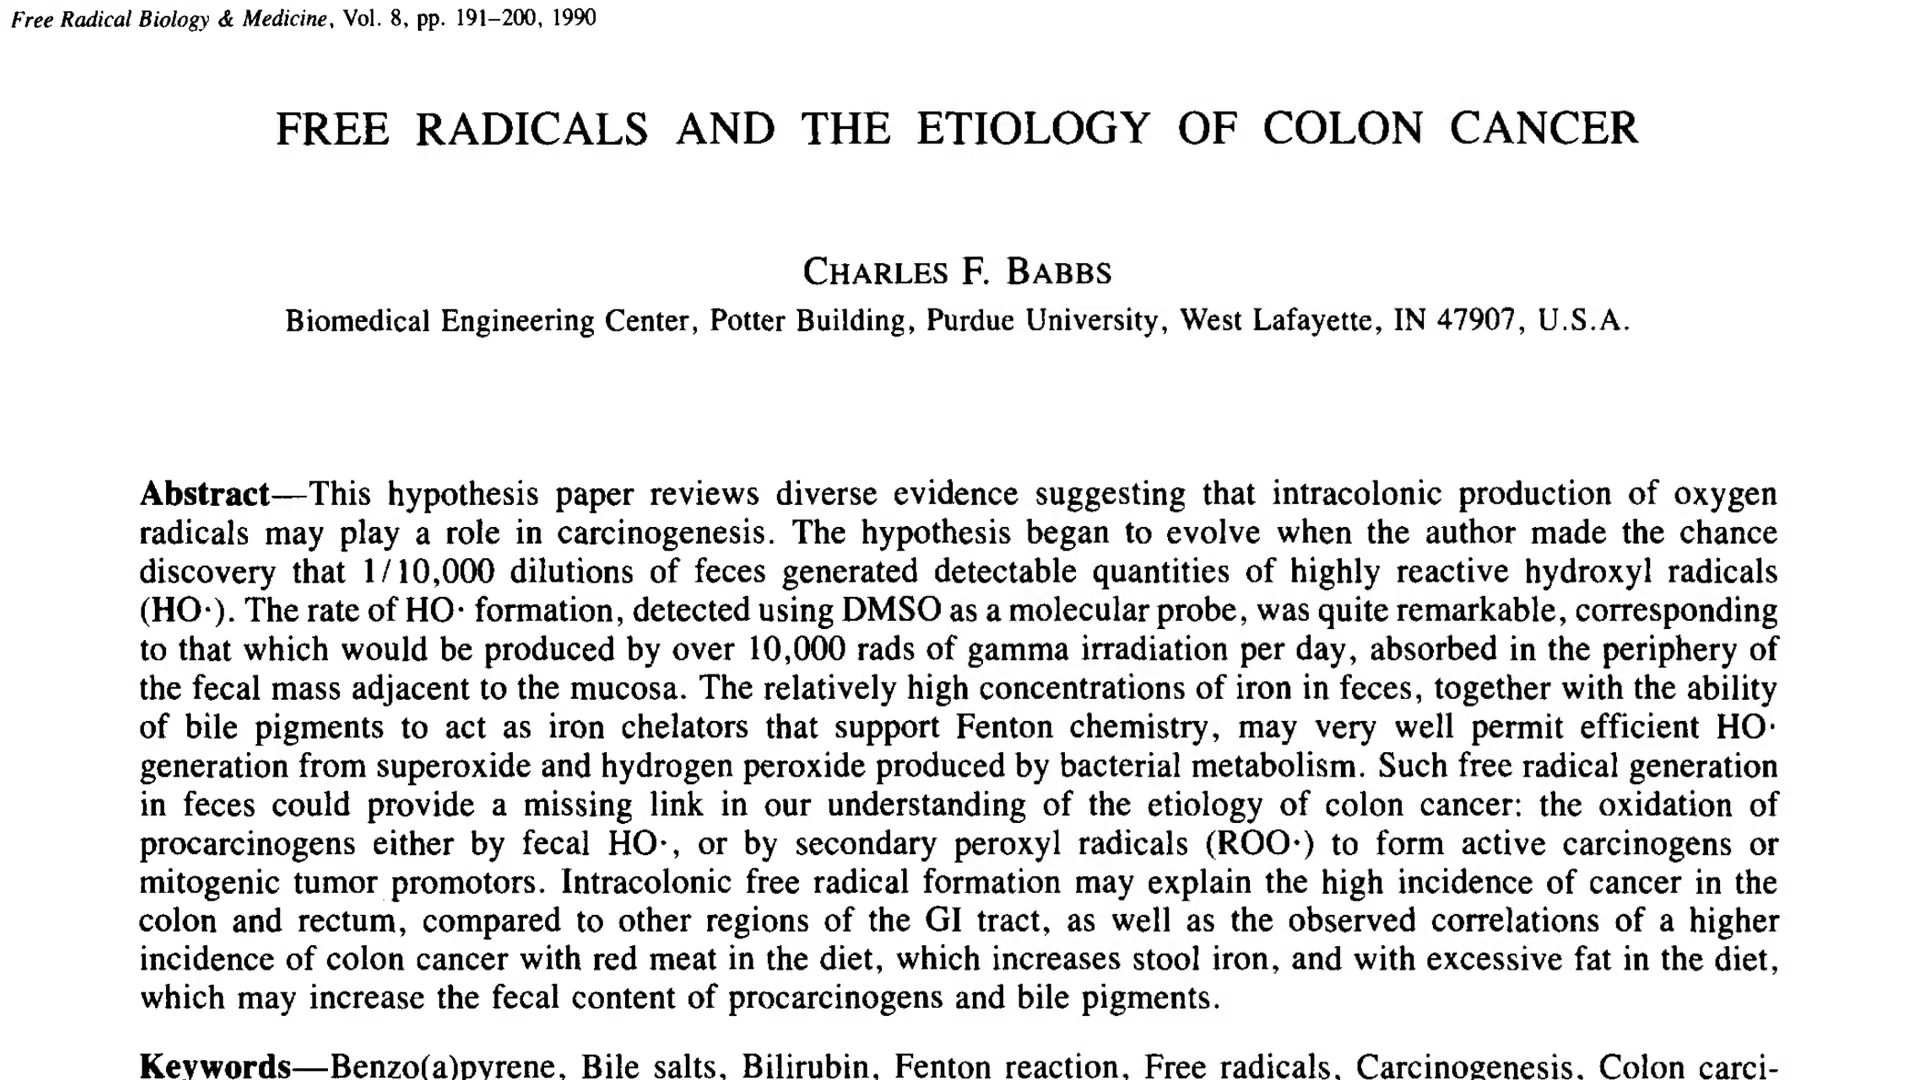 Free Radical Biology & Medicine, Vol. 8, pp. 191–200, 1990
FREE RADICALS AND THE ETIOLOGY OF COLON CANCER
CHARLES F. BABBS
Biomedical Engineering Center, Potter Building, Purdue University, West Lafayette, IN 47907, U.S.A.
Abstract—This hypothesis paper reviews diverse evidence suggesting that intracolonic production of oxygen
radicals may play a role in carcinogenesis. The hypothesis began to evolve when the author made the chance
discovery that 1/10,000 dilutions of feces generated detectable quantities of highly reactive hydroxyl radicals
(HO·). The rate of HO· formation, detected using DMSO as a molecular probe, was quite remarkable, corresponding
to that which would be produced by over 10,000 rads of gamma irradiation per day, absorbed in the periphery of
the fecal mass adjacent to the mucosa. The relatively high concentrations of iron in feces, together with the ability
of bile pigments to act as iron chelators that support Fenton chemistry, may very well permit efficient HO·
generation from superoxide and hydrogen peroxide produced by bacterial metabolism. Such free radical generation
in feces could provide a missing link in our understanding of the etiology of colon cancer: the oxidation of
procarcinogens either by fecal HO·, or by secondary peroxyl radicals (ROO·) to form active carcinogens or
mitogenic tumor promotors. Intracolonic free radical formation may explain the high incidence of cancer in the
colon and rectum, compared to other regions of the GI tract, as well as the observed correlations of a higher
incidence of colon cancer with red meat in the diet, which increases stool iron, and with excessive fat in the diet,
which may increase the fecal content of procarcinogens and bile pigments.
Keywords—Benzo(a)pyrene, Bile salts, Bilirubin, Fenton reaction, Free radicals, Carcinogenesis, Colon carci-